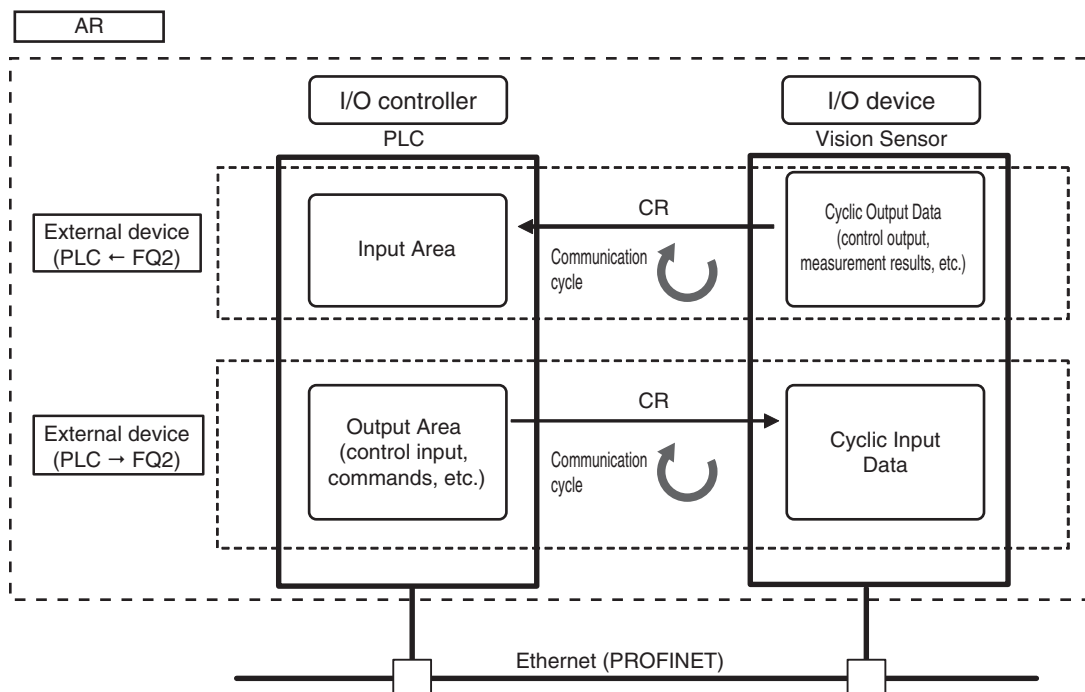 AR
I/O controller
PLC
I/O device
Vision Sensor
External device
(PLC ← FQ2)
Input Area
CR
Communication
cycle
Cyclic Output Data
(control output,
measurement results, etc.)
External device
(PLC → FQ2)
Output Area
(control input,
commands, etc.)
CR
Communication
cycle
Cyclic Input
Data
Ethernet (PROFINET)